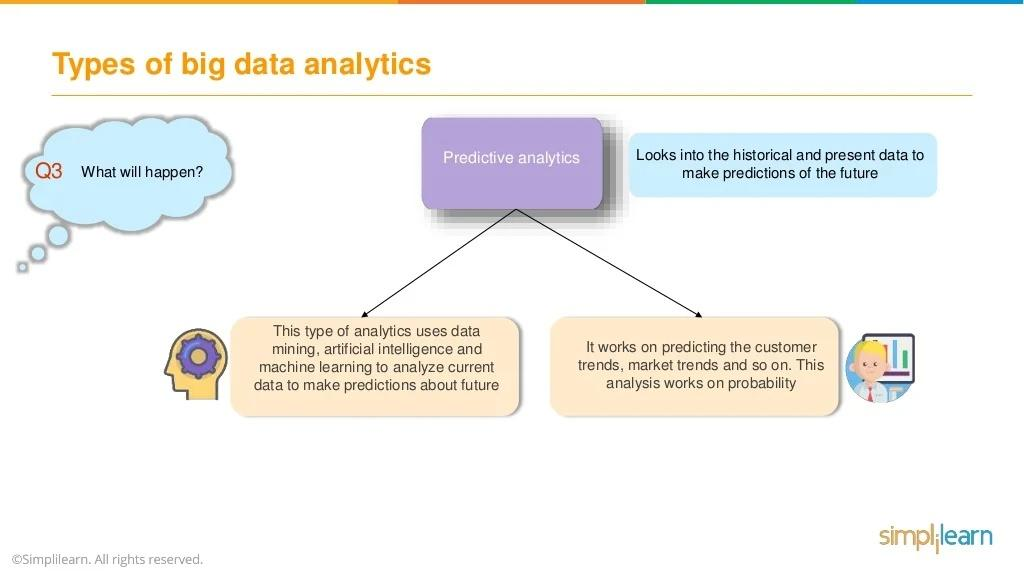 Types of big data analytics
Q3 What will happen?
Predictive analytics
Looks into the historical and present data to
make predictions of the future
This type of analytics uses data
mining, artificial intelligence and
machine learning to analyze current
data to make predictions about future
It works on predicting the customer
trends, market trends and so on. This
analysis works on probability
simplilearn
©Simplilearn. All rights reserved.